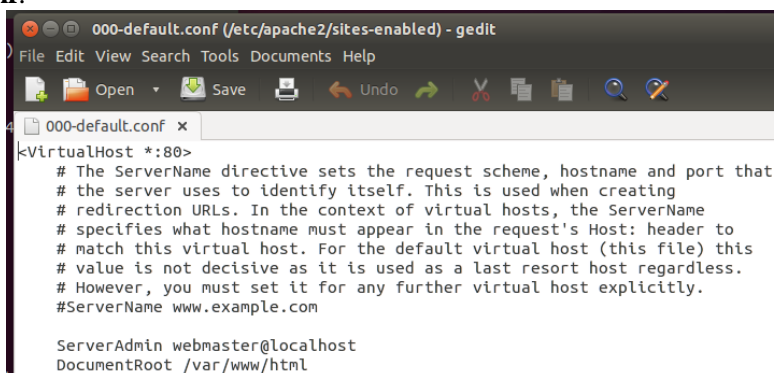 000-default.conf (/etc/apache2/sites-enabled) - gedit
File Edit View Search Tools Documents Help
Open Save Undo
000-default.conf ×
<VirtualHost *:80>
# The ServerName directive sets the request scheme, hostname and port that
# the server uses to identify itself. This is used when creating
# redirection URLs. In the context of virtual hosts, the ServerName
# specifies what hostname must appear in the request's Host: header to
# match this virtual host. For the default virtual host (this file) this
# value is not decisive as it is used as a last resort host regardless.
# However, you must set it for any further virtual host explicitly.
#ServerName www.example.com
ServerAdmin webmaster@localhost
DocumentRoot /var/www/html